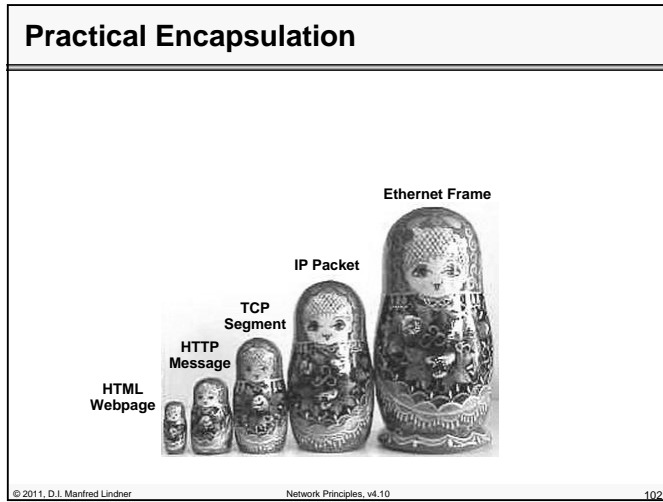 Practical Encapsulation
Ethernet Frame
IP Packet
TCP
Segment
HTTP
Message
HTML
Webpage
© 2011, D.I. Manfred Lindner
Network Principles, v4.10
102